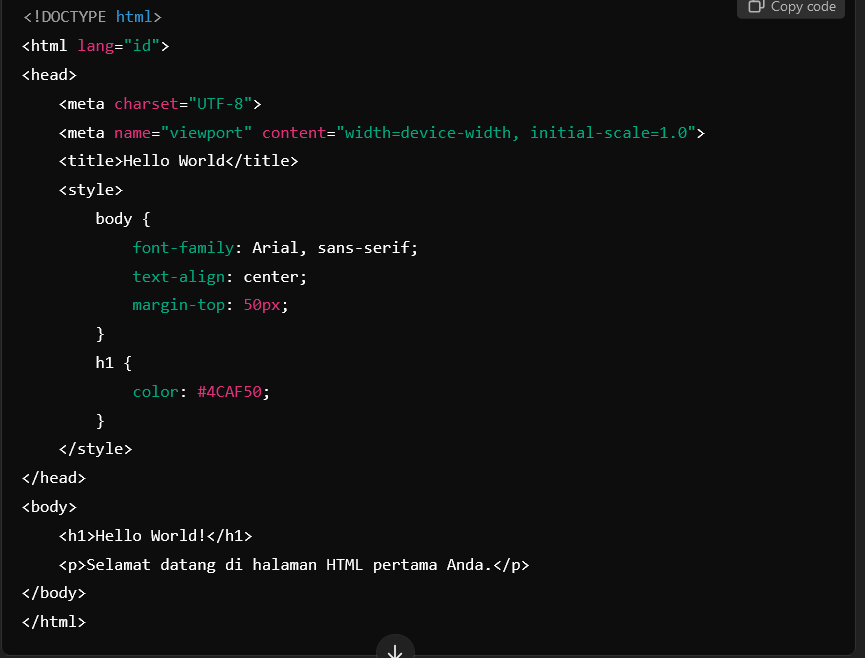 Copy code
<!DOCTYPE html>
<html lang="id">
<head>
    <meta charset="UTF-8">
    <meta name="viewport" content="width=device-width, initial-scale=1.0">
    <title>Hello World</title>
    <style>
        body {
            font-family: Arial, sans-serif;
            text-align: center;
            margin-top: 50px;
        }
        h1 {
            color: #4CAF50;
        }
    </style>
</head>
<body>
    <h1>Hello World!</h1>
    <p>Selamat datang di halaman HTML pertama Anda.</p>
</body>
</html>